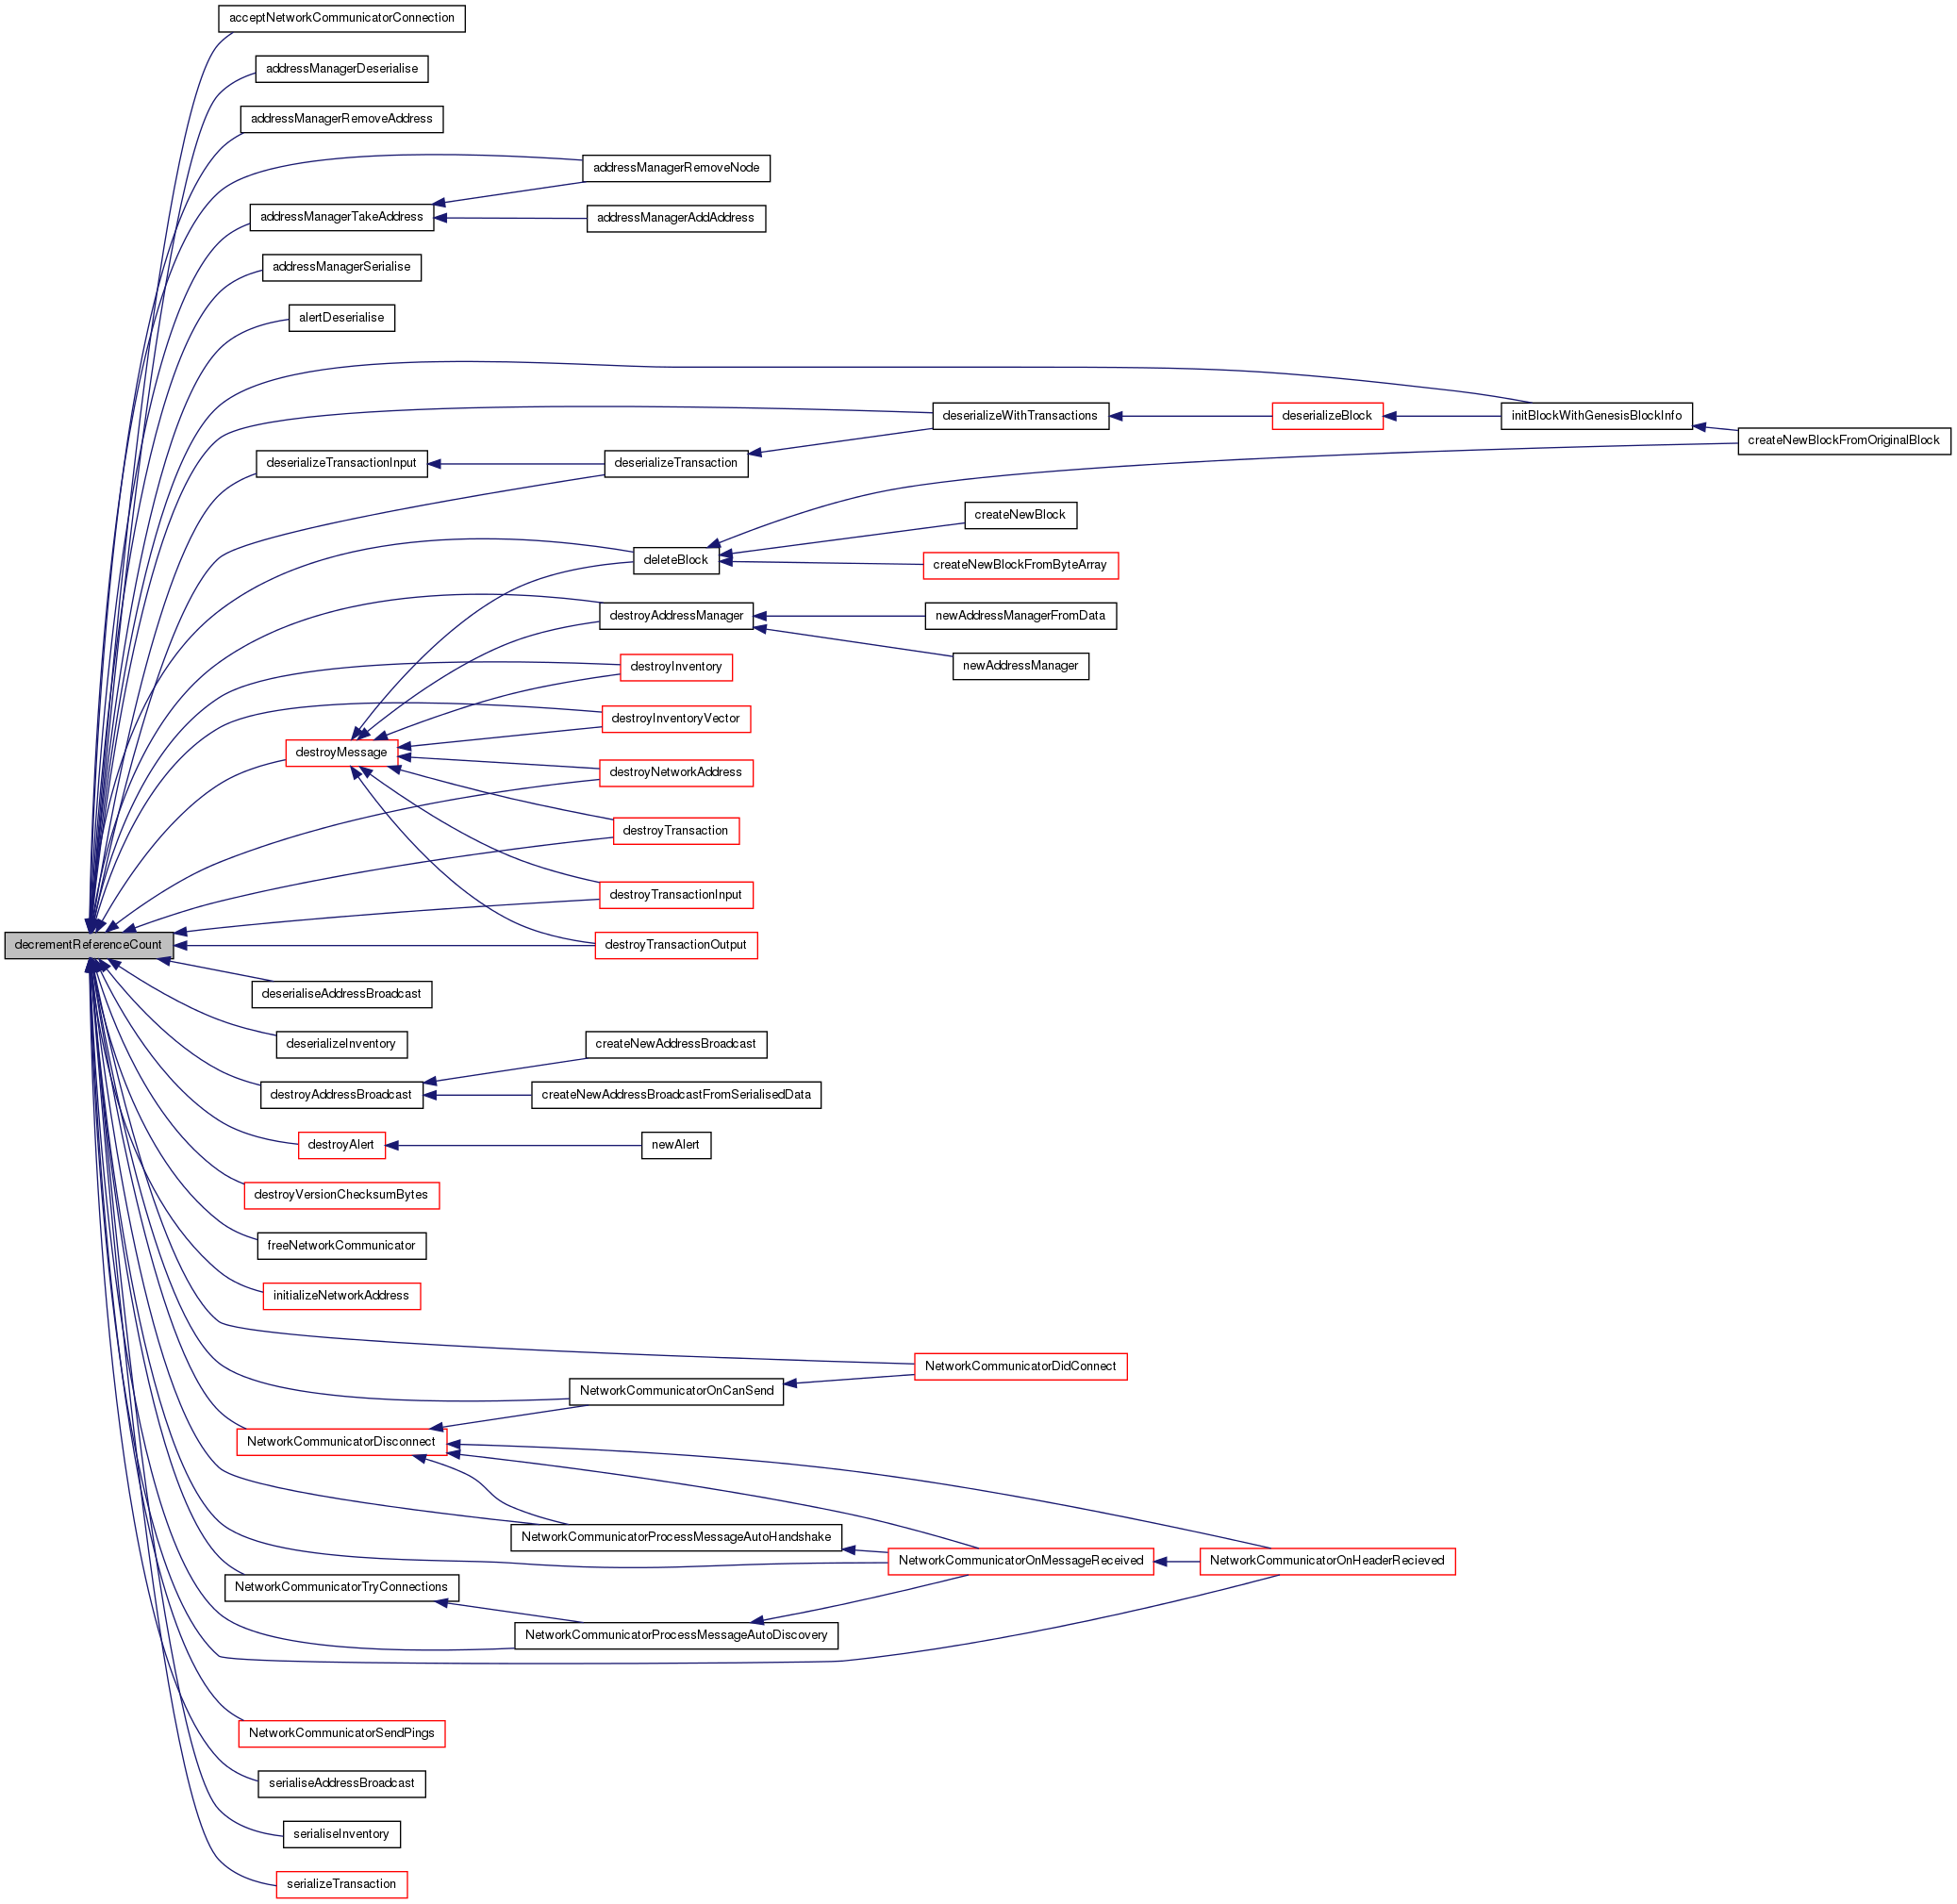 acceptNetworkCommunicatorConnection
addressManagerDeserialise
addressManagerRemoveAddress
addressManagerRemoveNode
addressManagerTakeAddress
addressManagerAddAddress
addressManagerSerialise
alertDeserialise
deserializeWithTransactions
deserializeBlock
initBlockWithGenesisBlockInfo
createNewBlockFromOriginalBlock
deserializeTransactionInput
deserializeTransaction
createNewBlock
deleteBlock
createNewBlockFromByteArray
destroyAddressManager
newAddressManagerFromData
newAddressManager
destroyInventory
destroyInventoryVector
destroyMessage
destroyNetworkAddress
destroyTransaction
destroyTransactionInput
decrementReferenceCount
destroyTransactionOutput
deserialiseAddressBroadcast
deserializeInventory
createNewAddressBroadcast
destroyAddressBroadcast
createNewAddressBroadcastFromSerialisedData
destroyAlert
newAlert
destroyVersionChecksumBytes
freeNetworkCommunicator
initializeNetworkAddress
NetworkCommunicatorDidConnect
NetworkCommunicatorOnCanSend
NetworkCommunicatorDisconnect
NetworkCommunicatorProcessMessageAutoHandshake
NetworkCommunicatorOnMessageReceived
NetworkCommunicatorOnHeaderRecieved
NetworkCommunicatorTryConnections
NetworkCommunicatorProcessMessageAutoDiscovery
NetworkCommunicatorSendPings
serialiseAddressBroadcast
serialiseInventory
serializeTransaction